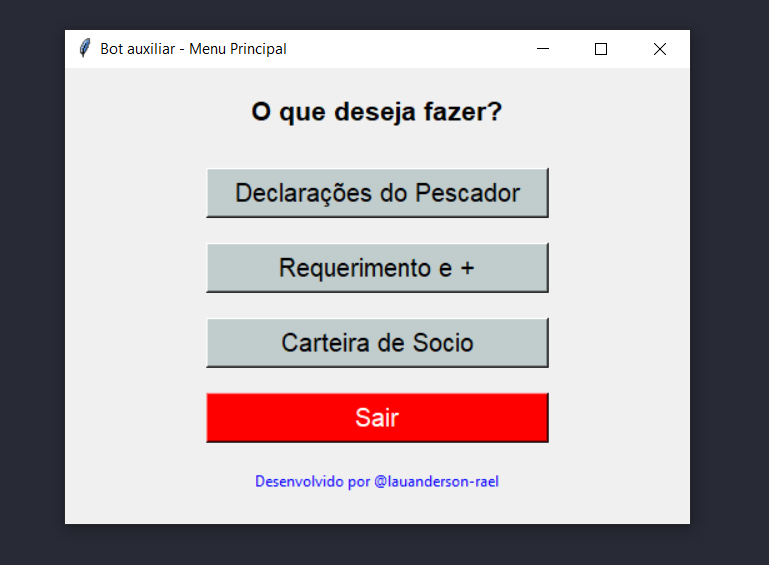 Bot auxiliar - Menu Principal
O que deseja fazer?
Declarações do Pescador
Requerimento e +
Carteira de Socio
Sair
Desenvolvido por @lauanderson-rael